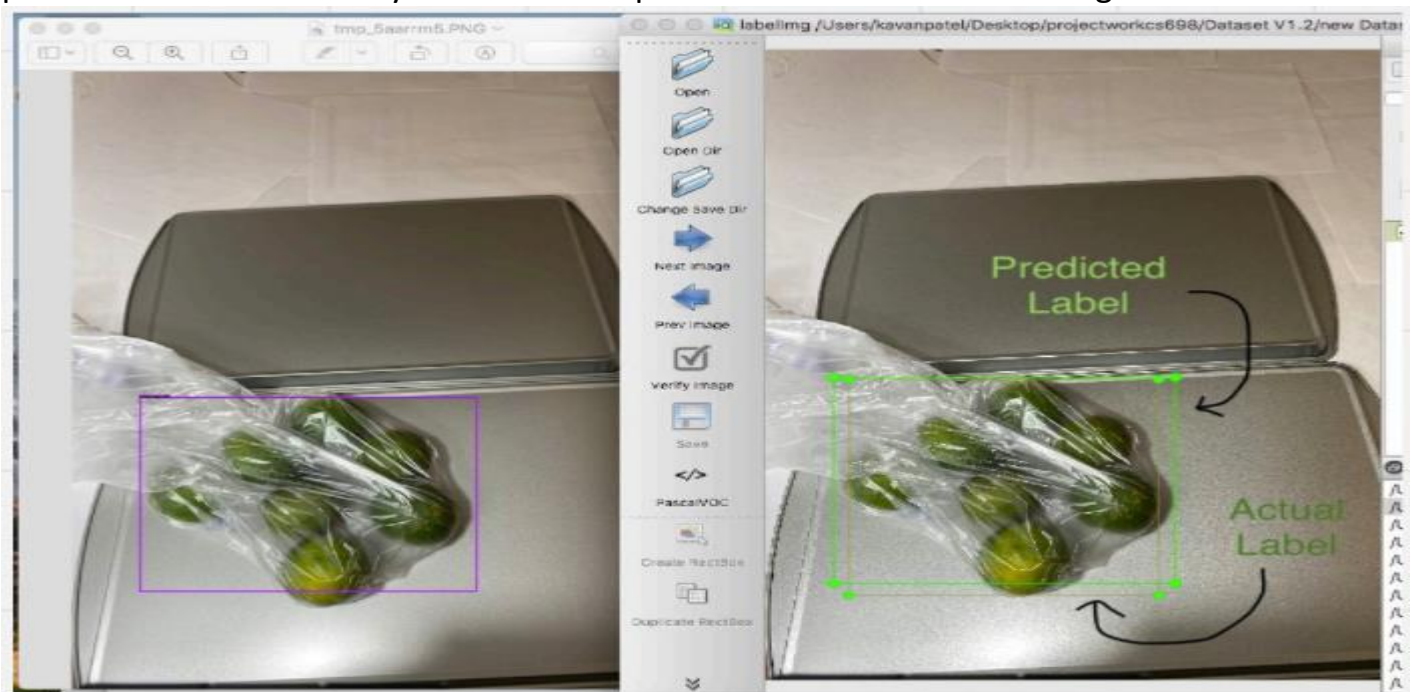 tmp_5aarrm5.PNG
labelImg /Users/kavanpatel/Desktop/projectworkcs698/Dataset V1.2/new Datas
Open
Open Dir
Change Save Dir
Next Image
Prev Image
Verify Image
Save
</>
PascalVOC
Create RectBox
Duplicate RectBox
Predicted
Label
Actual
Label